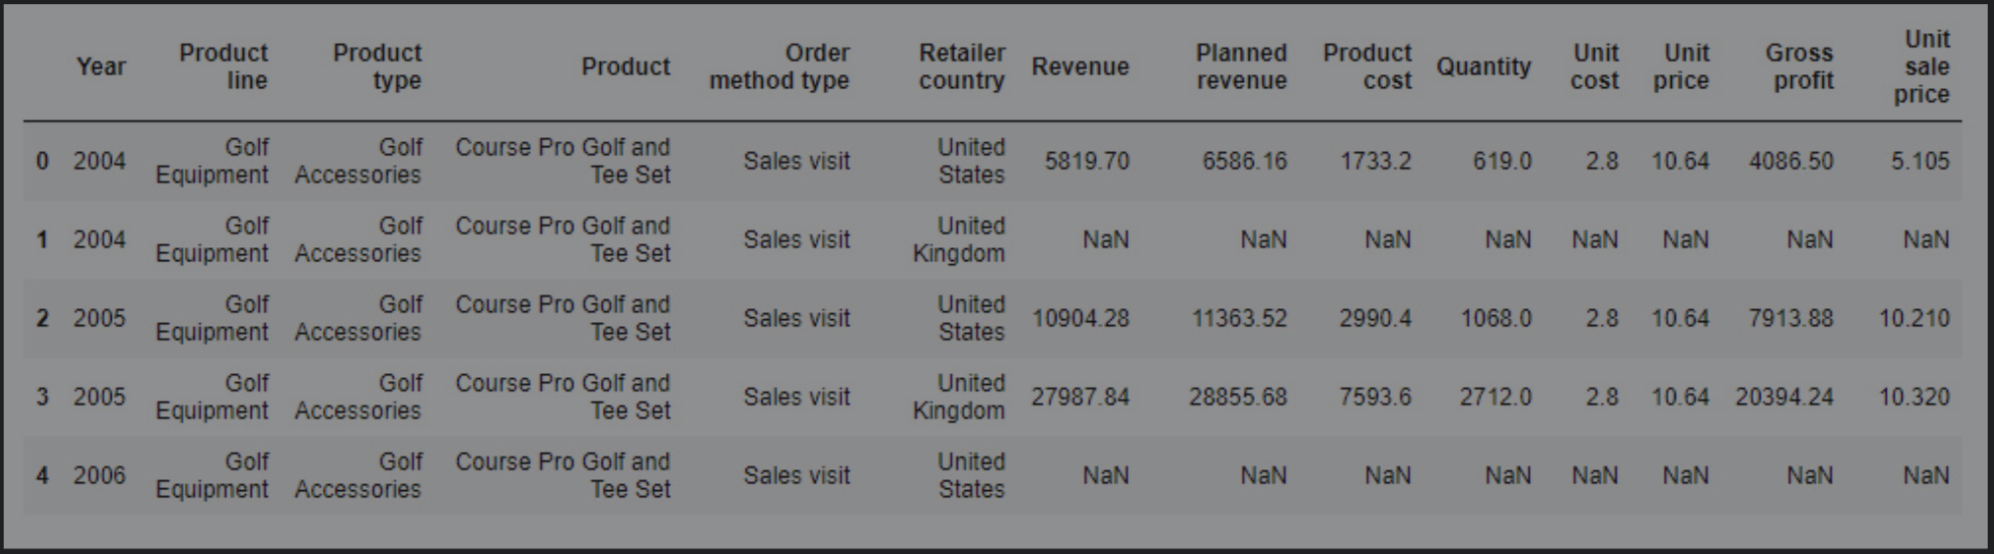 Year Product line Product type Product Order method type Retailer country Revenue Planned revenue Product cost Quantity Unit cost Unit price Gross profit Unit sale price
0 2004 Golf Equipment Golf Accessories Course Pro Golf and Tee Set Sales visit United States 5819.70 6586.16 1733.2 619.0 2.8 10.64 4086.50 5.105
1 2004 Golf Equipment Golf Accessories Course Pro Golf and Tee Set Sales visit United Kingdom NaN NaN NaN NaN NaN NaN NaN NaN
2 2005 Golf Equipment Golf Accessories Course Pro Golf and Tee Set Sales visit United States 10904.28 11363.52 2990.4 1068.0 2.8 10.64 7913.88 10.210
3 2005 Golf Equipment Golf Accessories Course Pro Golf and Tee Set Sales visit United Kingdom 27987.84 28855.68 7593.6 2712.0 2.8 10.64 20394.24 10.320
4 2006 Golf Equipment Golf Accessories Course Pro Golf and Tee Set Sales visit United States NaN NaN NaN NaN NaN NaN NaN NaN